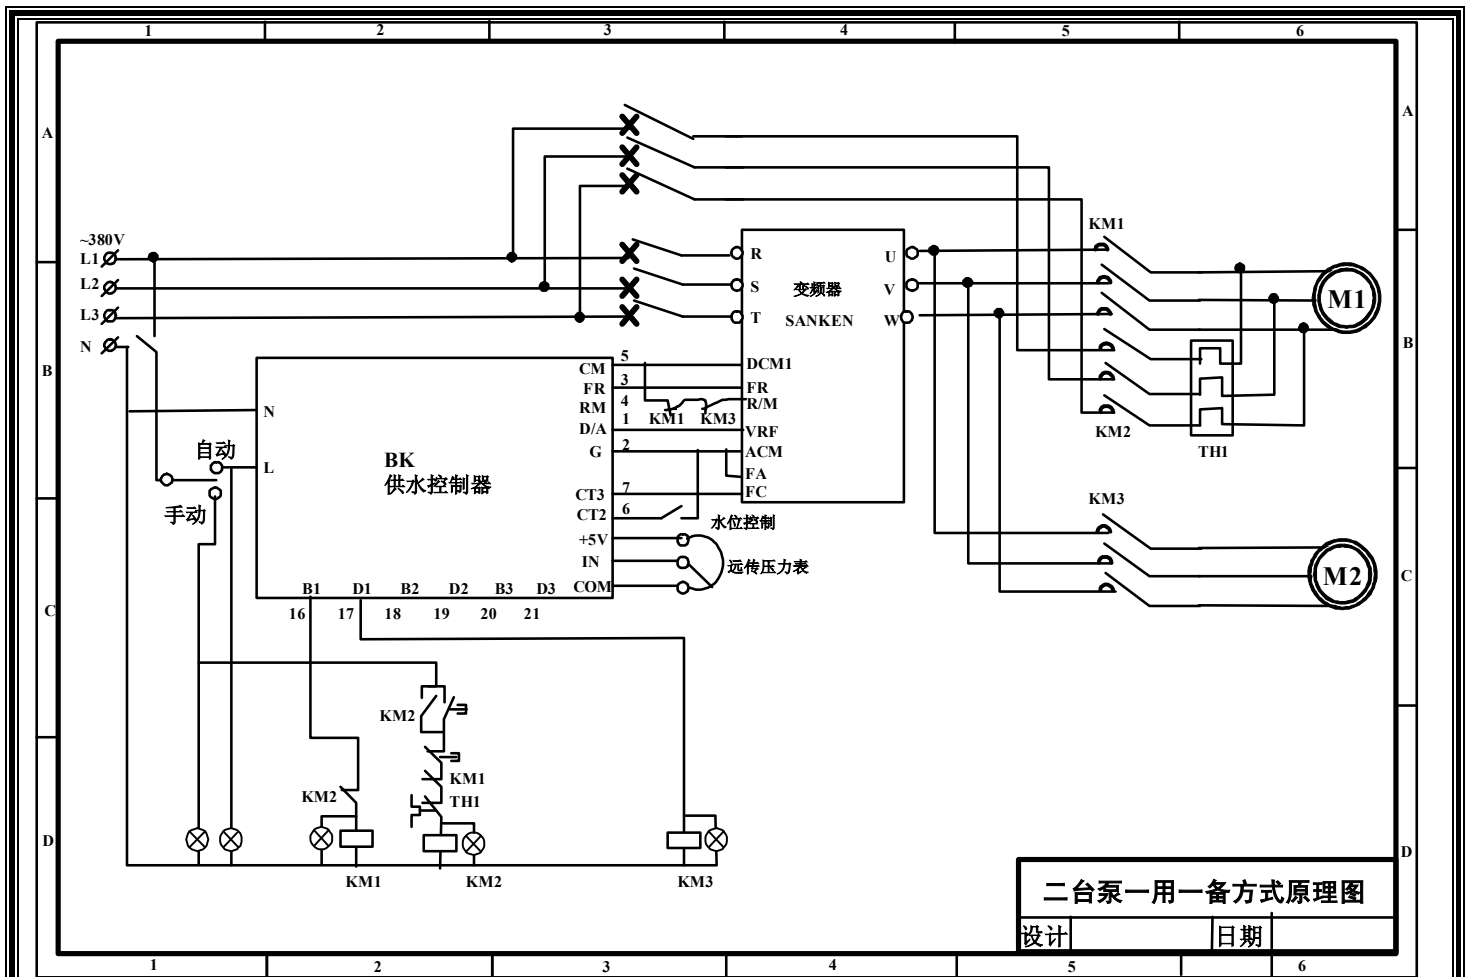 1 2 3 4 5 6
A A
~380V
L1
L2
L3
N
KM1
R U
S 变频器 V
T SANKEN W
M1
B B
CM 5 DCM1
FR 3 FR
RM 4 R/M
KM1 KM3
D/A 1 VRF
G 2 ACM
FA
CT3 7 FC
CT2 6
KM2
TH1
N
自动
L
BK
供水控制器
手动
水位控制
+5V
IN
COM
远传压力表
KM3
M2
C C
B1 D1 B2 D2 B3 D3
16 17 18 19 20 21
KM2
KM1
KM2
TH1
D D
KM1 KM2 KM3
二台泵一用一备方式原理图
设计 日期
1 2 3 4 5 6